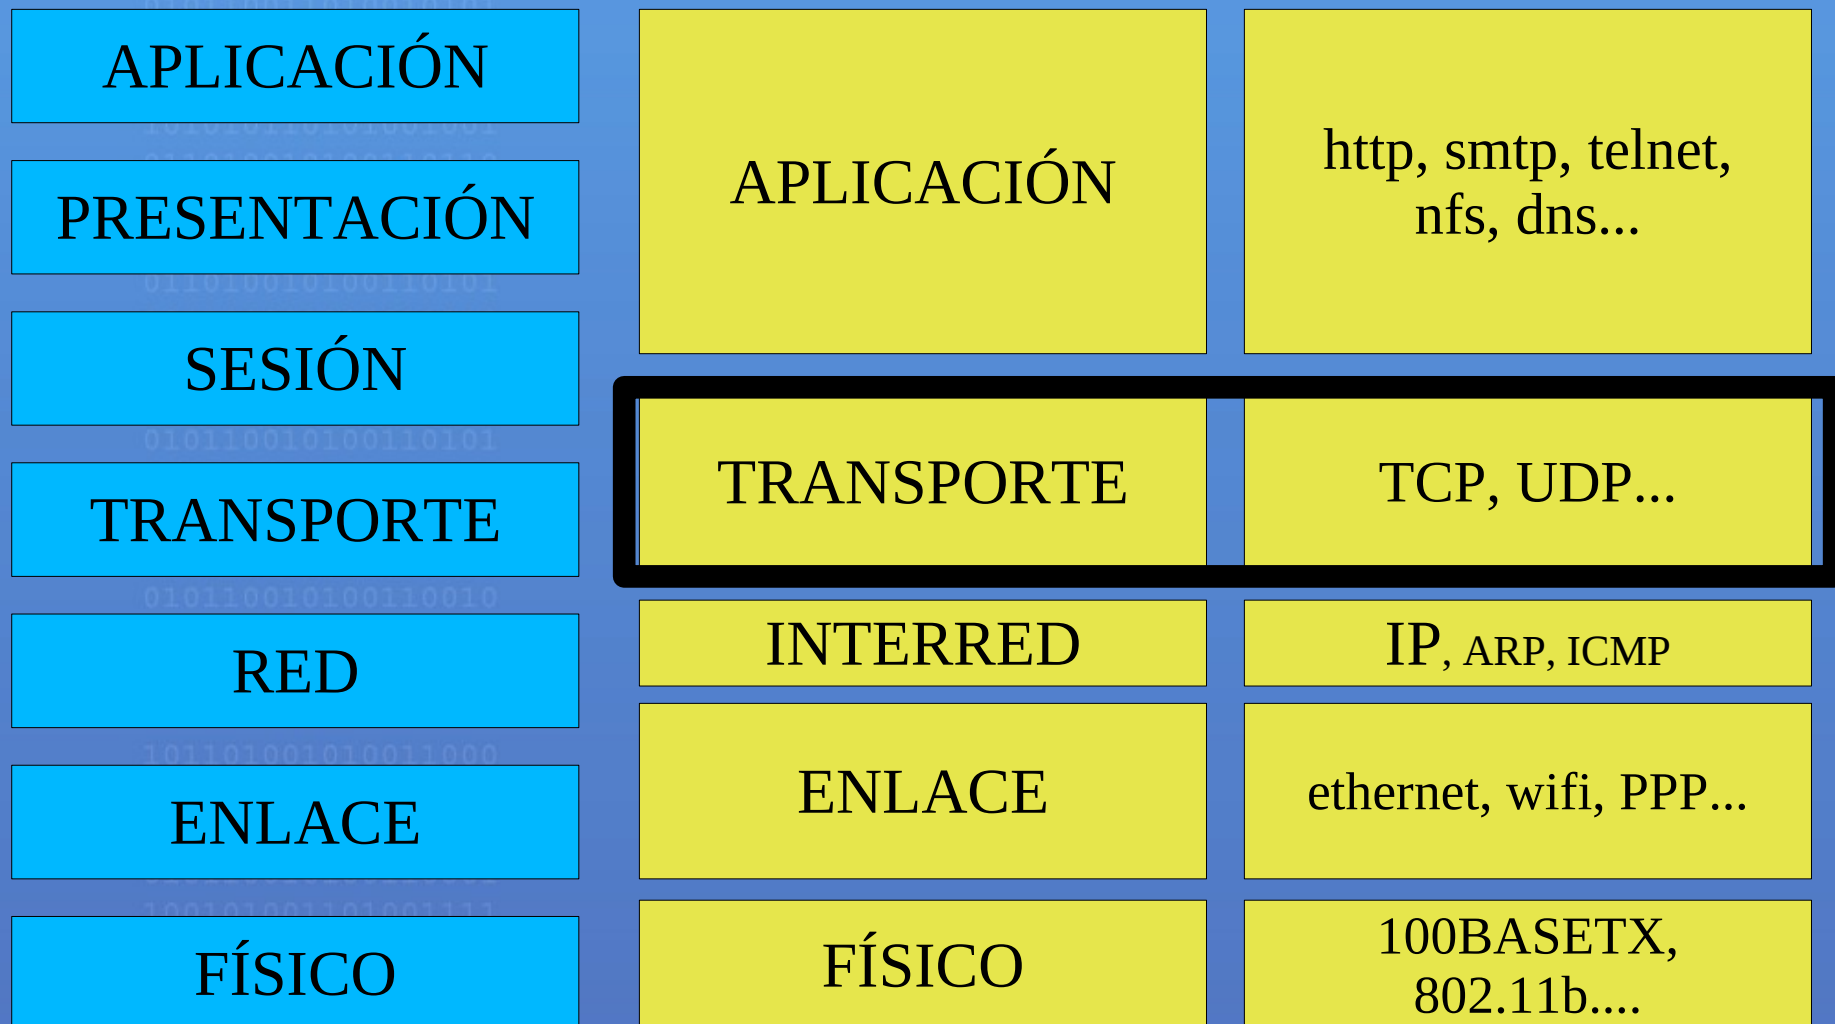 APLICACIÓN
PRESENTACIÓN
SESIÓN
TRANSPORTE
RED
ENLACE
FÍSICO
APLICACIÓN
TRANSPORTE
INTERRED
ENLACE
FÍSICO
http, smtp, telnet,
nfs, dns...
TCP, UDP...
IP, ARP, ICMP
ethernet, wifi, PPP...
100BASETX,
802.11b....